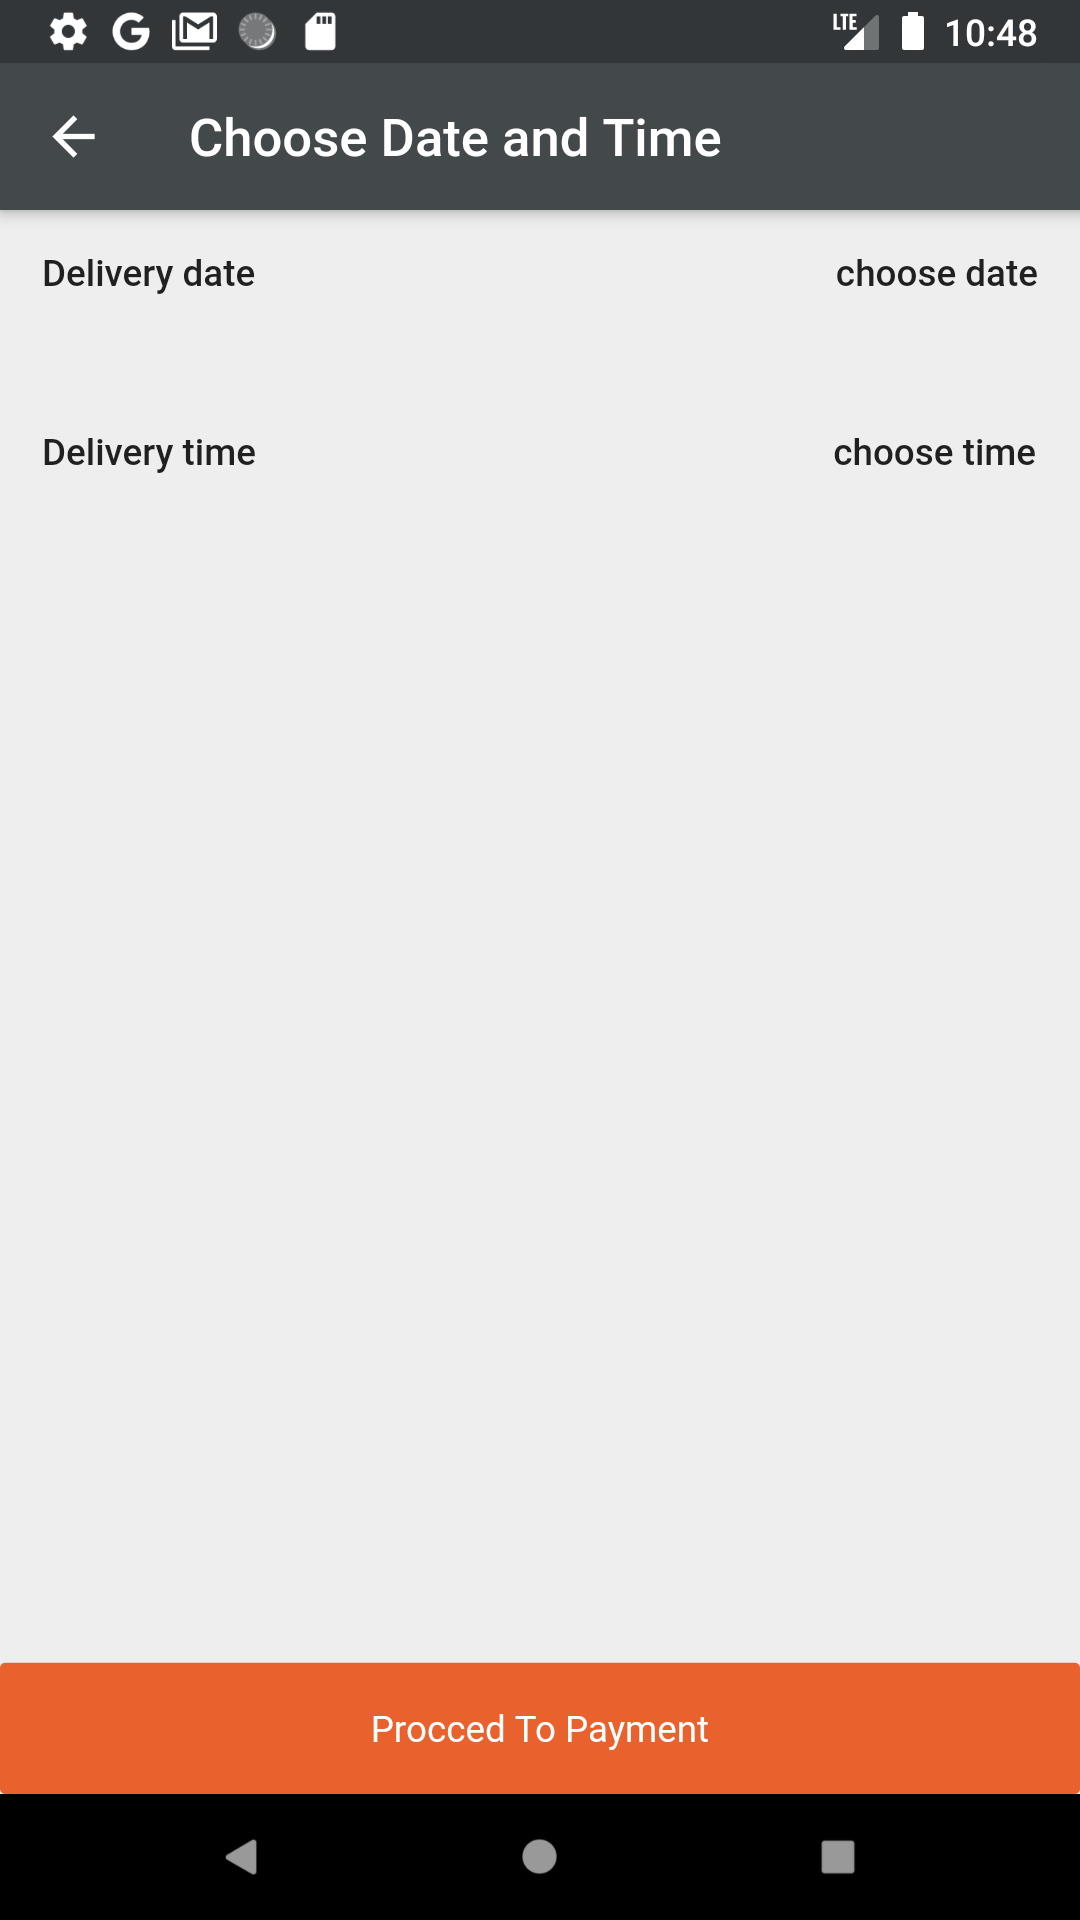 LTE 10:48
Choose Date and Time
Delivery date choose date
Delivery time choose time
Procced To Payment